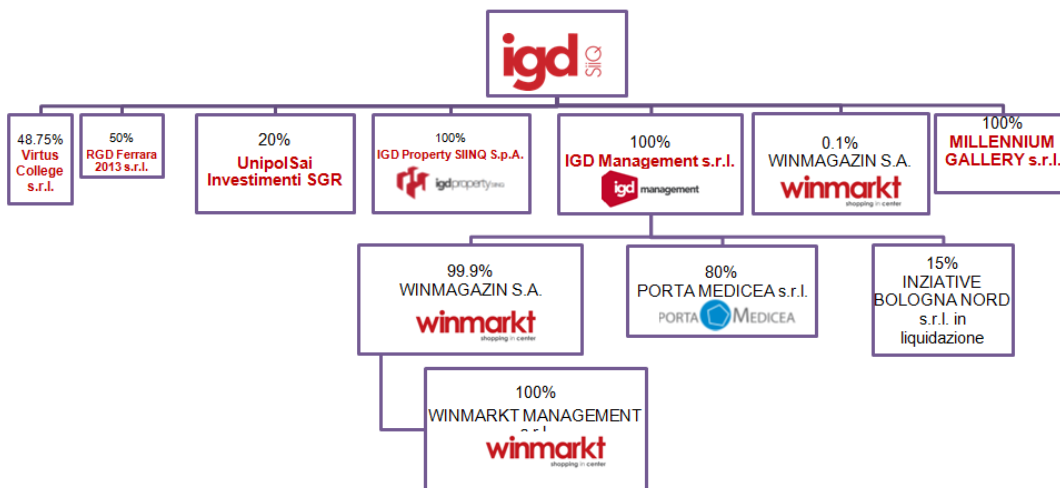 igd SIIQ
48.75%
Virtus
College
s.r.l.
50%
RGD Ferrara
2013 s.r.l.
20%
UnipolSai
Investimenti SGR
100%
IGD Property SIINQ S.p.A.
igdproperty SIINQ
100%
IGD Management s.r.l.
igd management
0.1%
WINMAGAZIN S.A.
winmarkt
shopping in center
100%
MILLENNIUM
GALLERY s.r.l.
99.9%
WINMAGAZIN S.A.
winmarkt
shopping in center
80%
PORTA MEDICEA s.r.l.
PORTA MEDICEA
15%
INZIATIVE
BOLOGNA NORD
s.r.l. in
liquidazione
100%
WINMARKT MANAGEMENT
s.r.l.
winmarkt
shopping in center